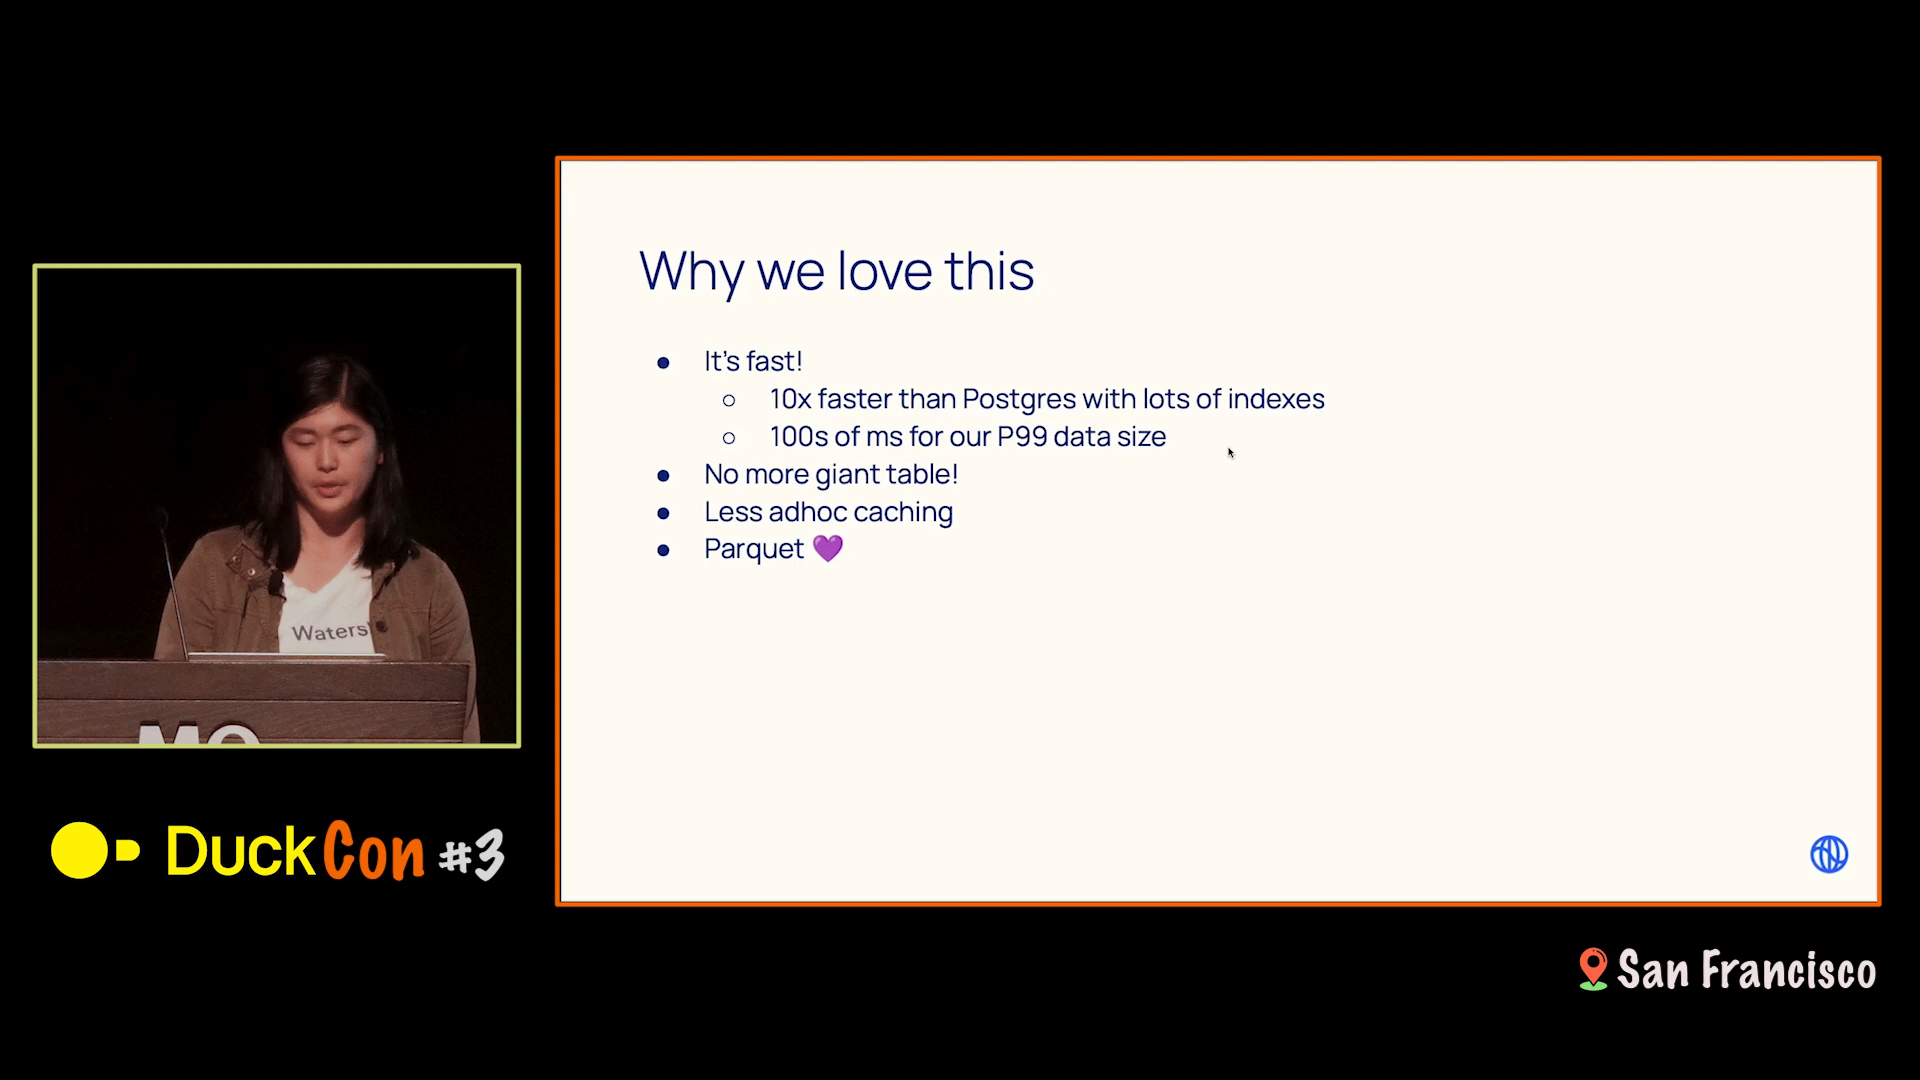 Why we love this
It’s fast!
10x faster than Postgres with lots of indexes
100s of ms for our P99 data size
No more giant table!
Less adhoc caching
Parquet 💜
Waters
DuckCon #3
San Francisco